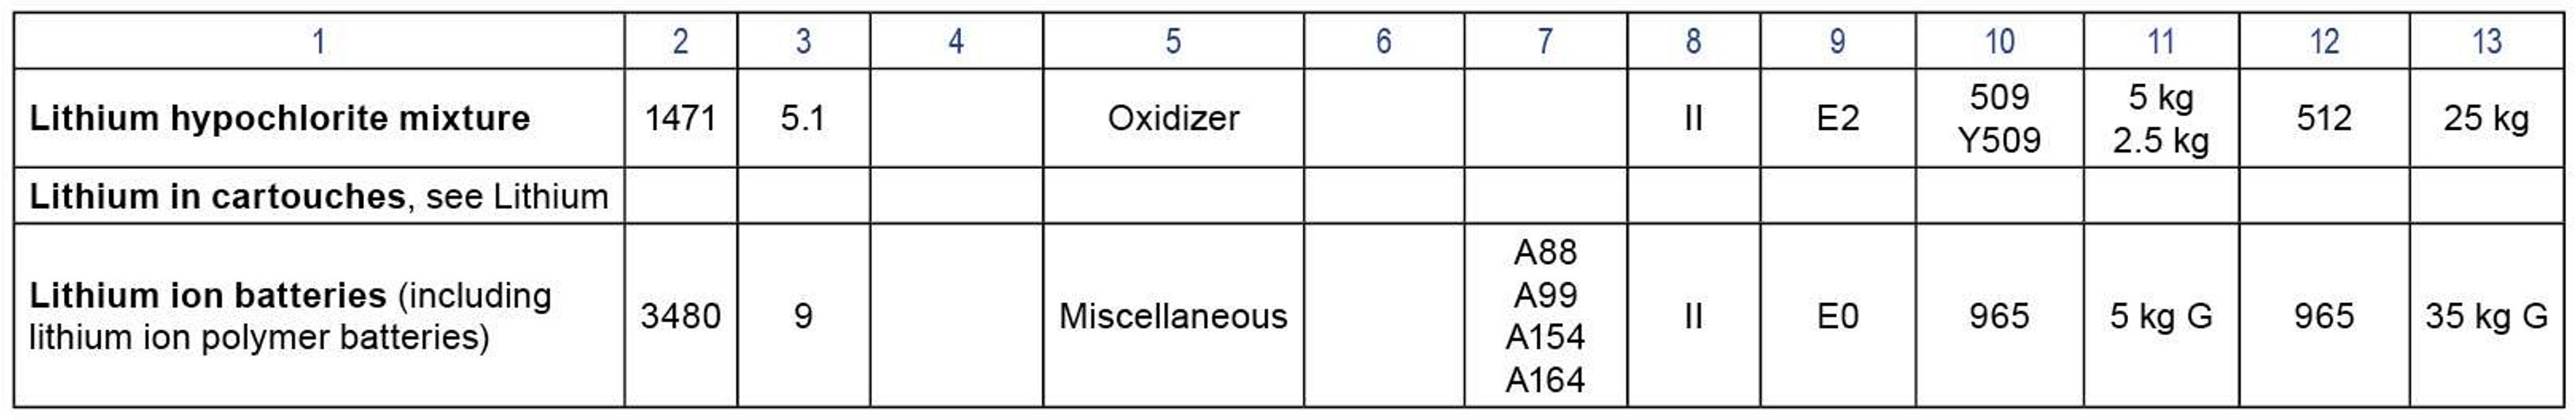 1 2 3 4 5 6 7 8 9 10 11 12 13
Lithium hypochlorite mixture 1471 5.1 Oxidizer II E2 509 5 kg 512 25 kg
Y509 2.5 kg
Lithium in cartouches, see Lithium
Lithium ion batteries (including lithium ion polymer batteries) 3480 9 Miscellaneous A88 II E0 965 5 kg G 965 35 kg G
A99
A154
A164